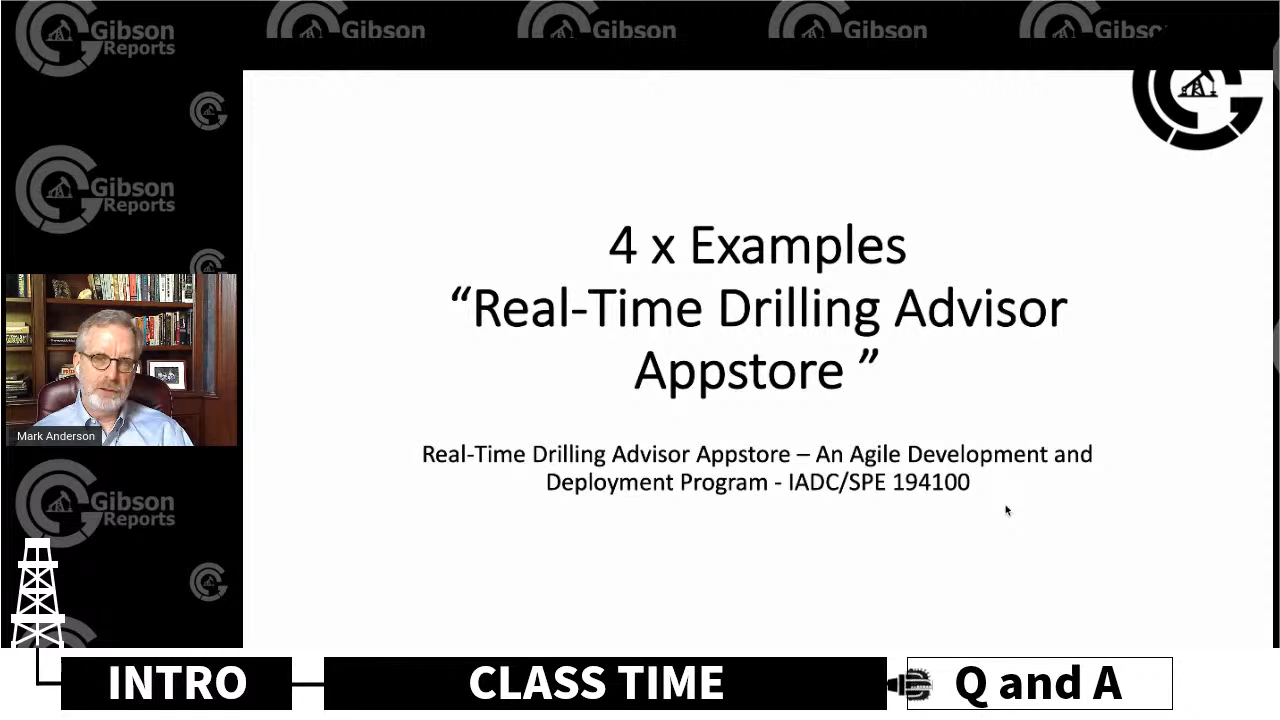 Gibson
Reports
Gibson
Gibson
Gibson
Gibsc
Gibson
Reports
4 x Examples
“Real-Time Drilling Advisor
Appstore ”
Real-Time Drilling Advisor Appstore – An Agile Development and
Deployment Program - IADC/SPE 194100
Mark Anderson
Gibson
Reports
INTRO
CLASS TIME
Q and A